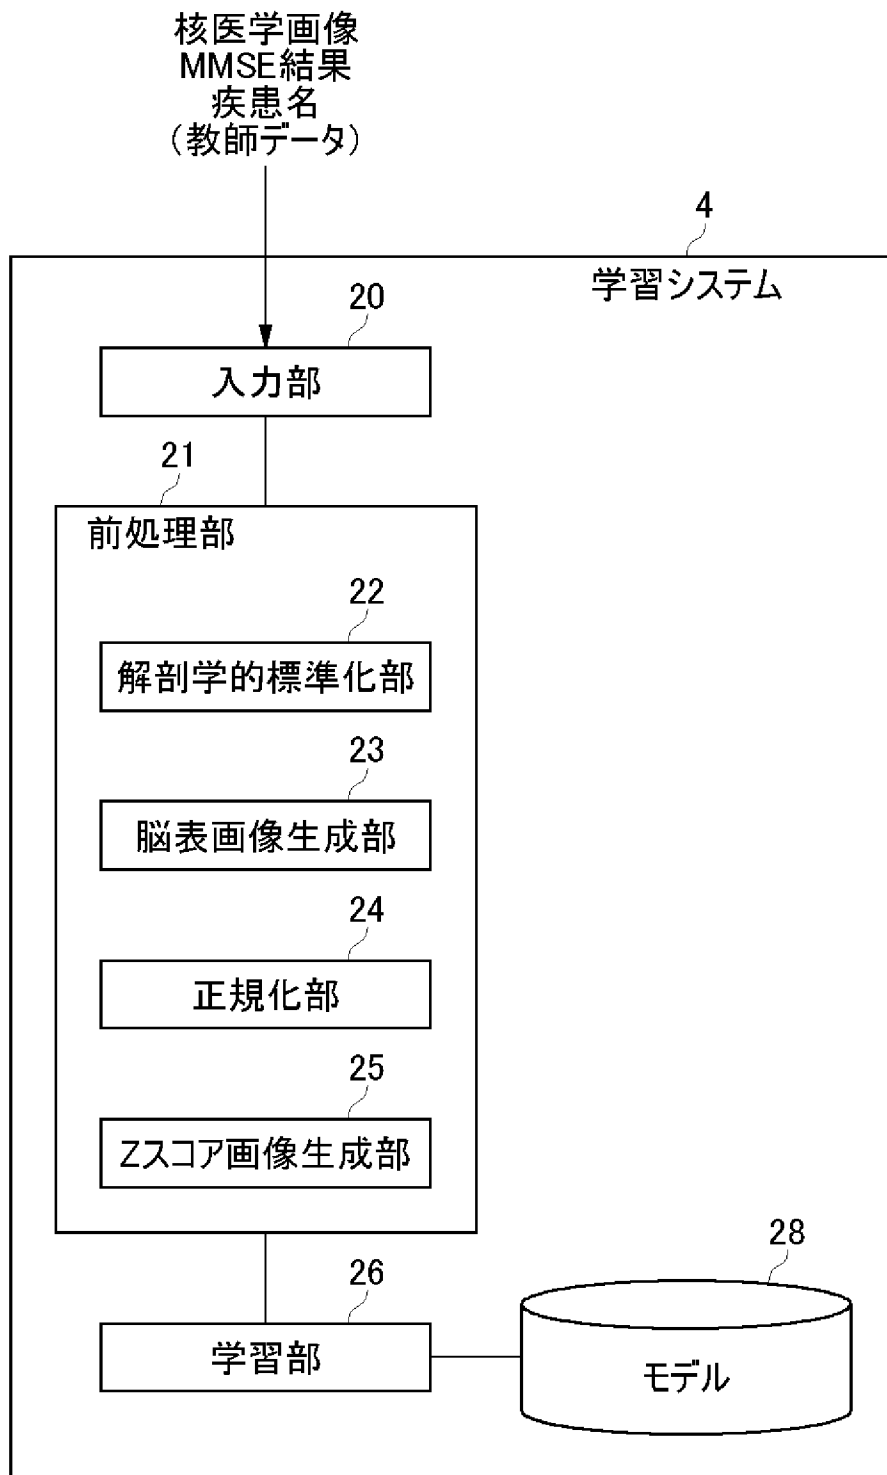 核医学画像
MMSE結果
疾患名
（教師データ）
4
学習システム
20
入力部
21
前処理部
22
解剖学的標準化部
23
脳表画像生成部
24
正規化部
25
Zスコア画像生成部
26
学習部
28
モデル